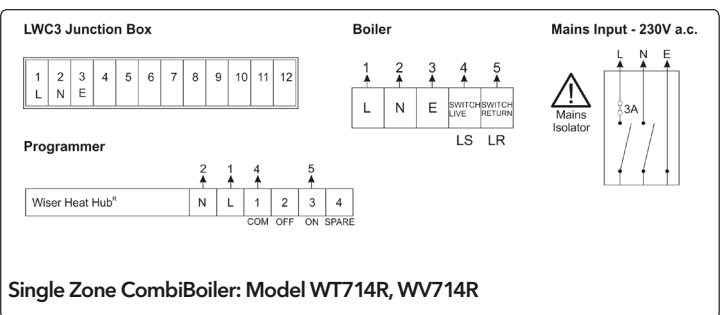 LWC3 Junction Box
1 2 3 4 5 6 7 8 9 10 11 12
L N E
Boiler
1 2 3 4 5
L N E SWITCH LIVE SWITCH RETURN
LS LR
Mains Input - 230V a.c.
L N E
3A
Mains
Isolator
Programmer
2 1 4 5
Wiser Heat Hubᴿ N L 1 2 3 4
COM OFF ON SPARE
Single Zone CombiBoiler: Model WT714R, WV714R